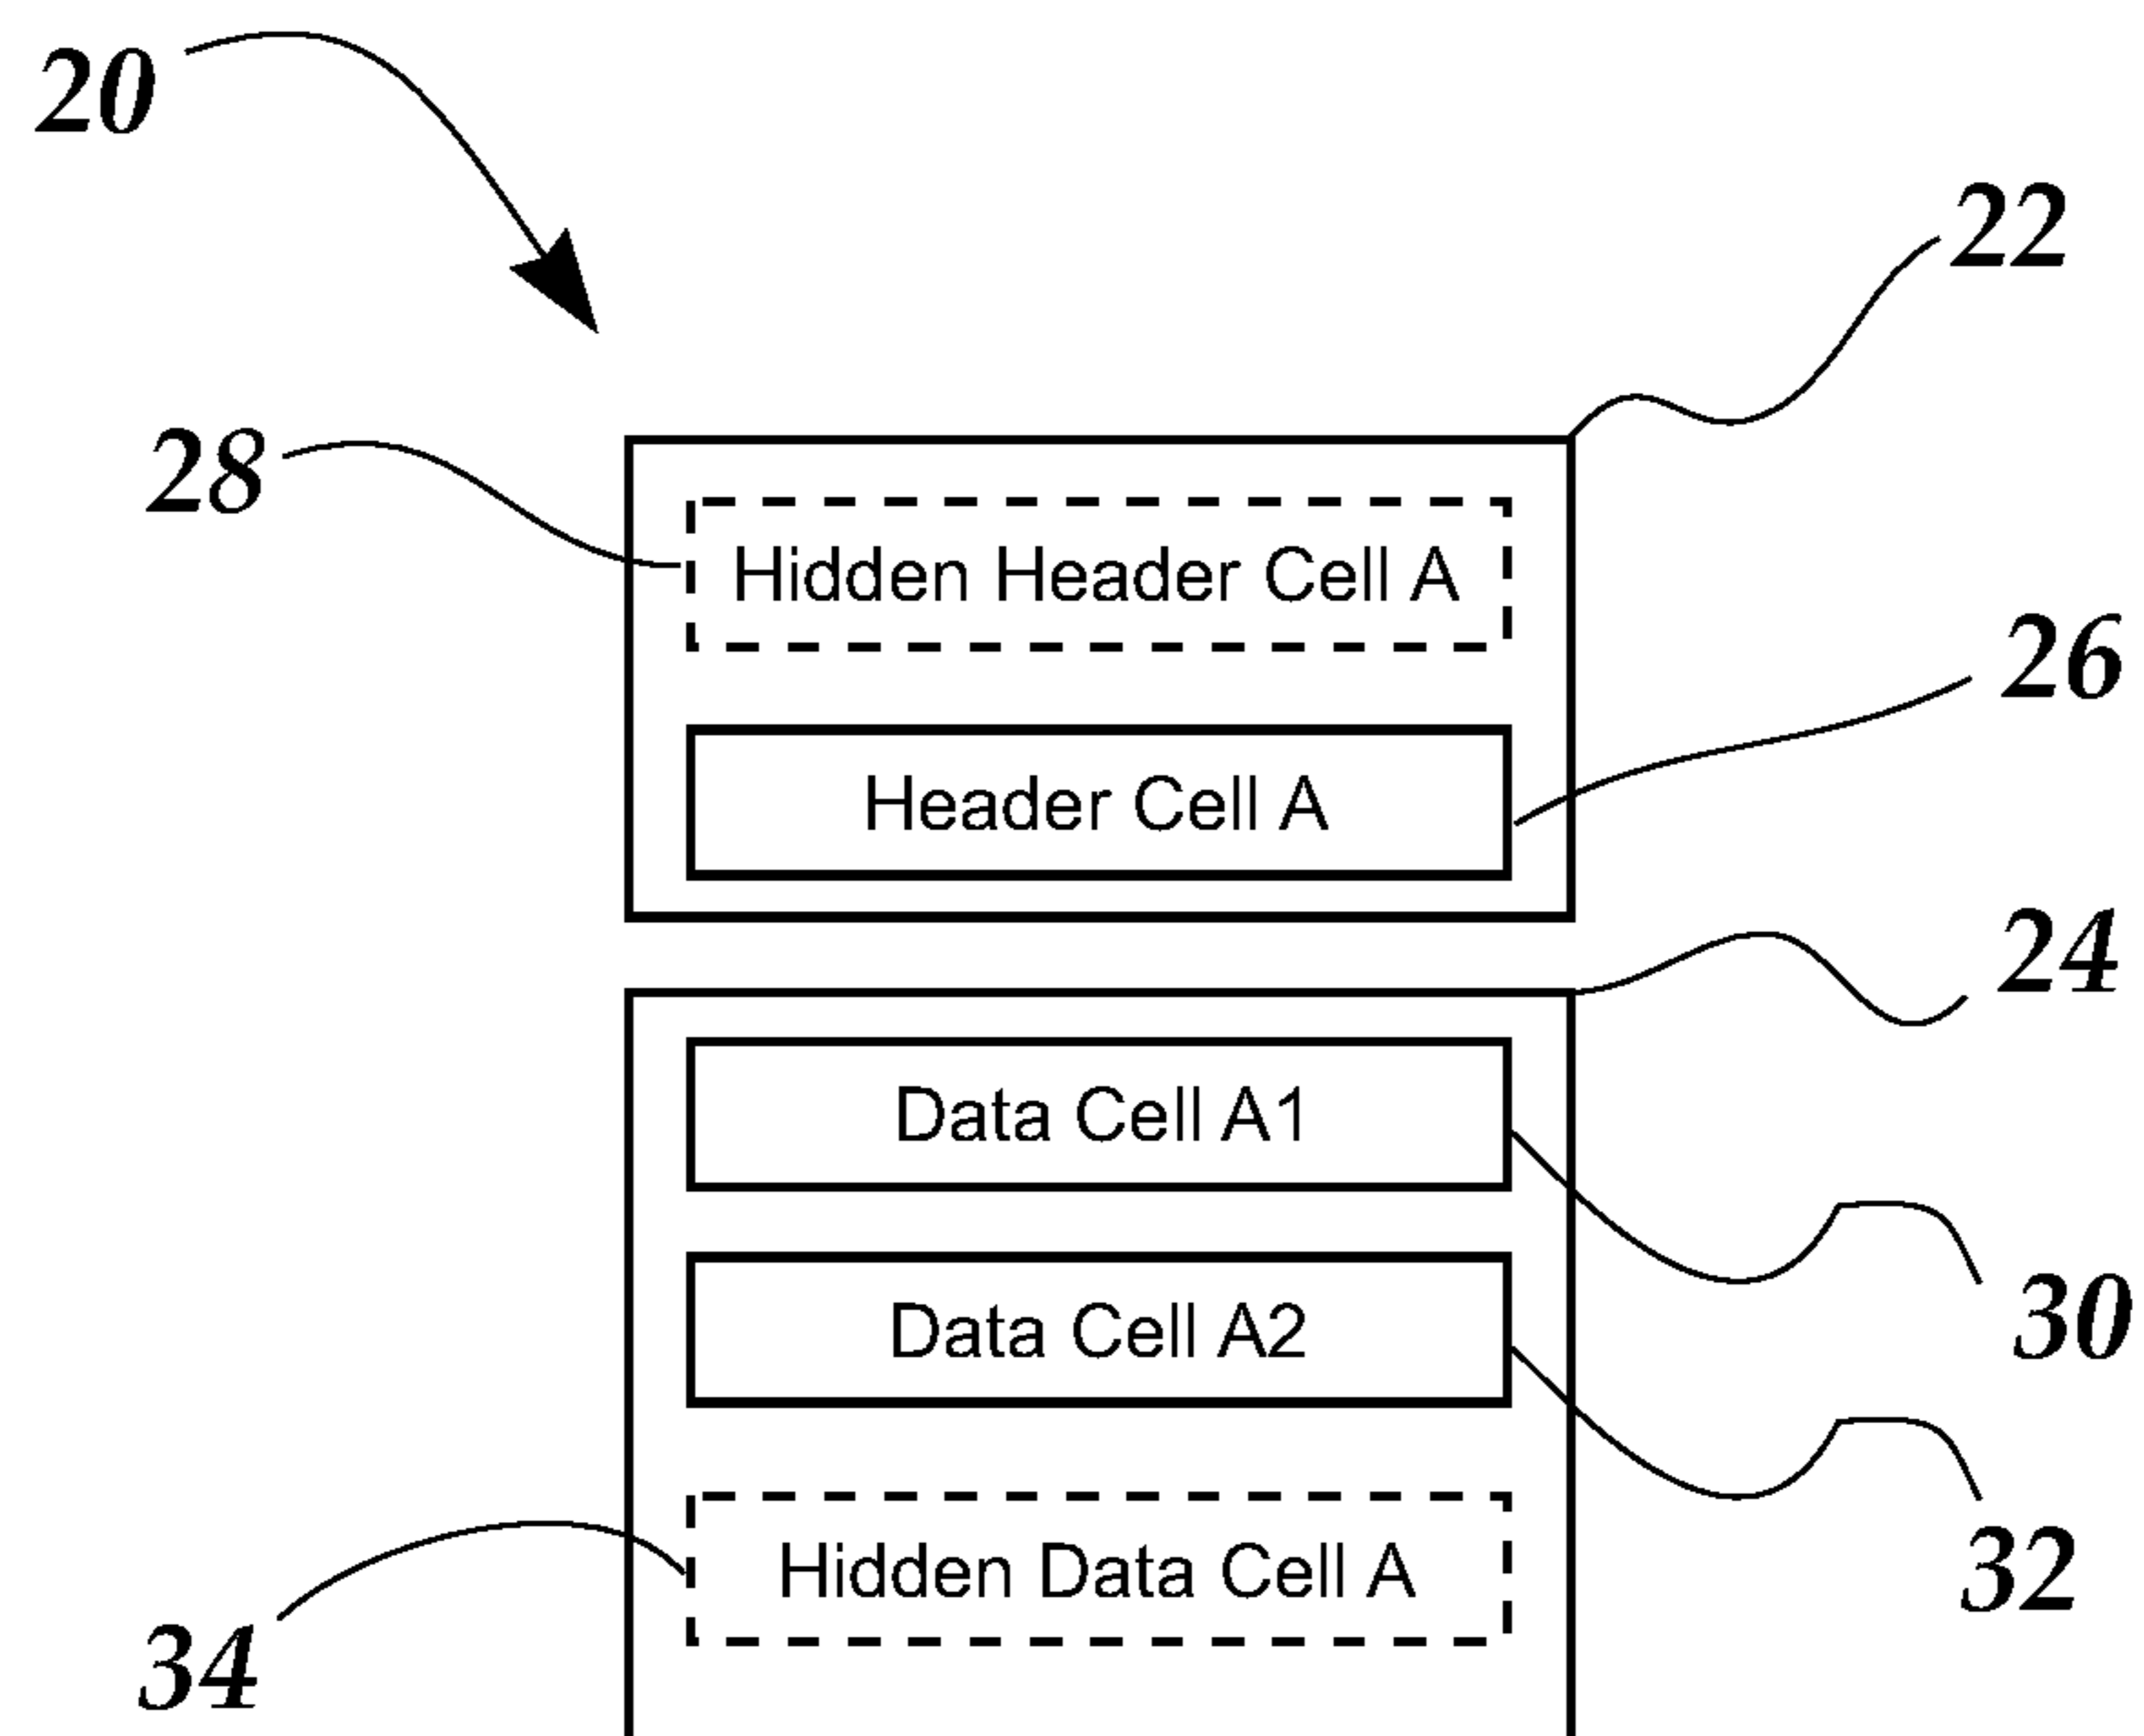 20
22
28
Hidden Header Cell A
26
Header Cell A
24
Data Cell A1
30
Data Cell A2
32
Hidden Data Cell A
34